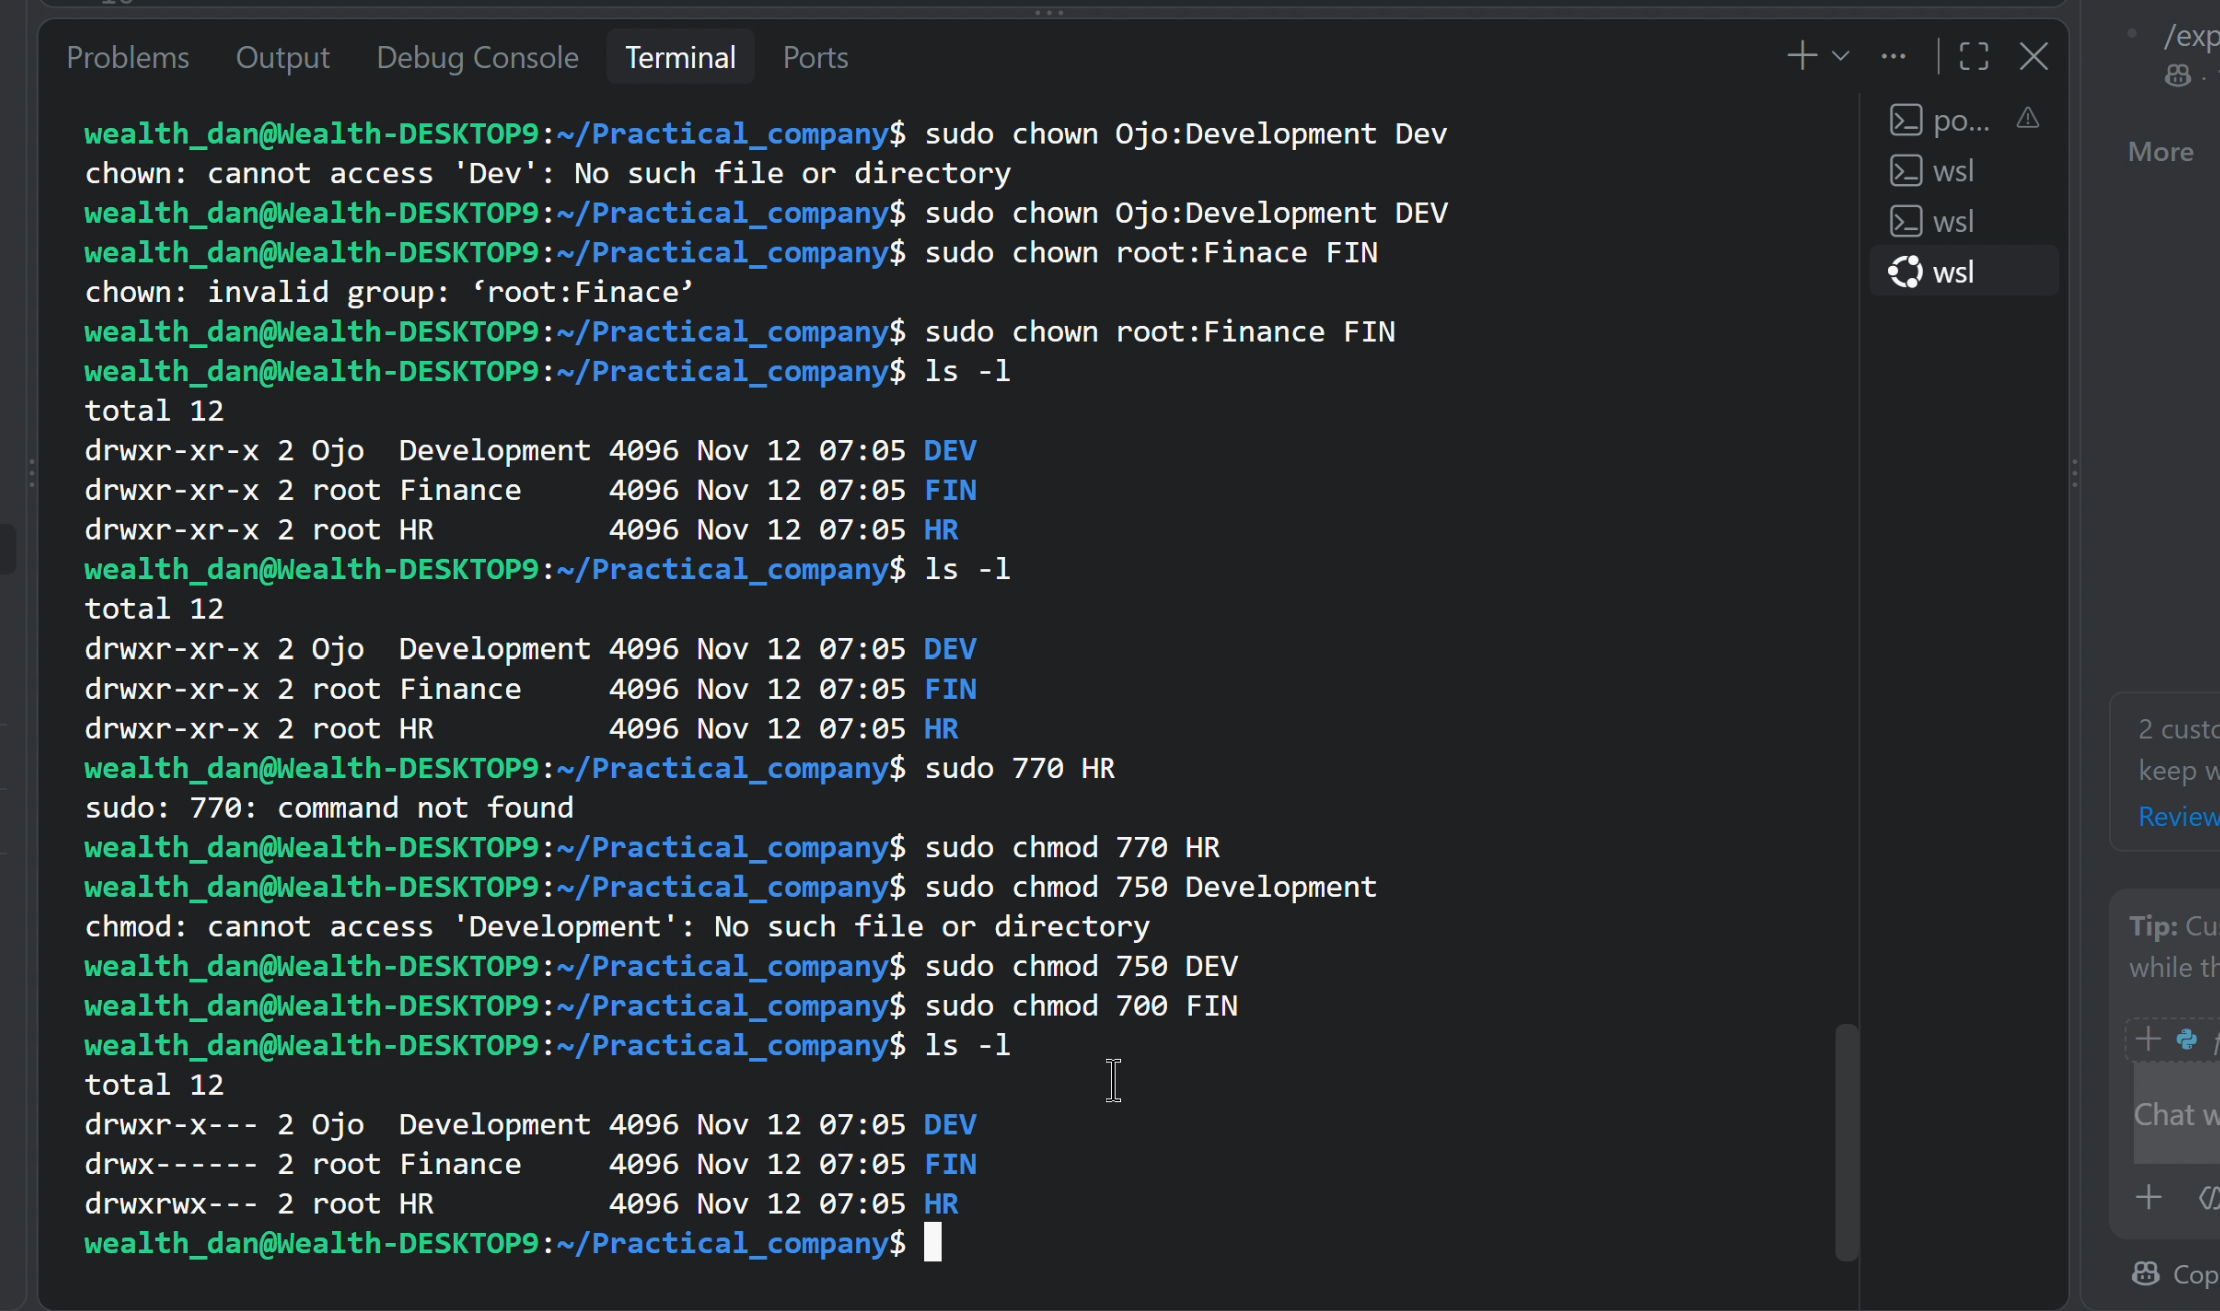 Problems Output Debug Console Terminal Ports
wealth_dan@Wealth-DESKTOP9:~/Practical_company$ sudo chown Ojo:Development Dev
chown: cannot access 'Dev': No such file or directory
wealth_dan@Wealth-DESKTOP9:~/Practical_company$ sudo chown Ojo:Development DEV
wealth_dan@Wealth-DESKTOP9:~/Practical_company$ sudo chown root:Finace FIN
chown: invalid group: ‘root:Finace’
wealth_dan@Wealth-DESKTOP9:~/Practical_company$ sudo chown root:Finance FIN
wealth_dan@Wealth-DESKTOP9:~/Practical_company$ ls -l
total 12
drwxr-xr-x 2 Ojo  Development 4096 Nov 12 07:05 DEV
drwxr-xr-x 2 root Finance     4096 Nov 12 07:05 FIN
drwxr-xr-x 2 root HR          4096 Nov 12 07:05 HR
wealth_dan@Wealth-DESKTOP9:~/Practical_company$ ls -l
total 12
drwxr-xr-x 2 Ojo  Development 4096 Nov 12 07:05 DEV
drwxr-xr-x 2 root Finance     4096 Nov 12 07:05 FIN
drwxr-xr-x 2 root HR          4096 Nov 12 07:05 HR
wealth_dan@Wealth-DESKTOP9:~/Practical_company$ sudo 770 HR
sudo: 770: command not found
wealth_dan@Wealth-DESKTOP9:~/Practical_company$ sudo chmod 770 HR
wealth_dan@Wealth-DESKTOP9:~/Practical_company$ sudo chmod 750 Development
chmod: cannot access 'Development': No such file or directory
wealth_dan@Wealth-DESKTOP9:~/Practical_company$ sudo chmod 750 DEV
wealth_dan@Wealth-DESKTOP9:~/Practical_company$ sudo chmod 700 FIN
wealth_dan@Wealth-DESKTOP9:~/Practical_company$ ls -l
total 12
drwxr-x--- 2 Ojo  Development 4096 Nov 12 07:05 DEV
drwx------ 2 root Finance     4096 Nov 12 07:05 FIN
drwxrwx--- 2 root HR          4096 Nov 12 07:05 HR
wealth_dan@Wealth-DESKTOP9:~/Practical_company$
po...
wsl
wsl
wsl
/exp
More
2 custo
keep w
Review
Tip: Cus
while th
Chat w
Cop